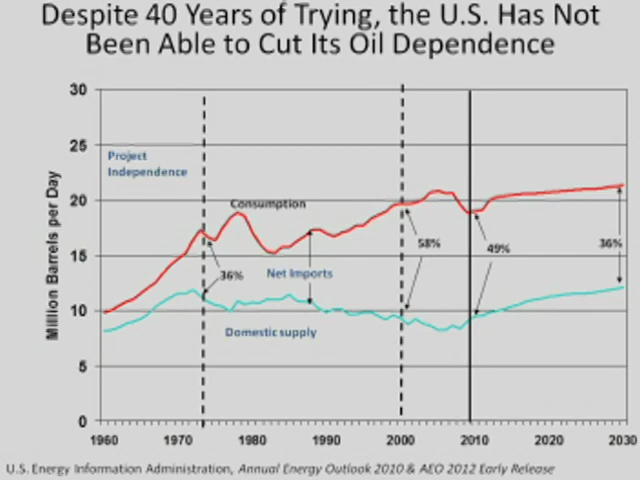 Despite 40 Years of Trying, the U.S. Has Not
Been Able to Cut Its Oil Dependence
30
25
20
15
10
5
0
Million Barrels per Day
Project
Independence
Consumption
58%
49%
36%
36%
Net Imports
Domestic supply
1960
1970
1980
1990
2000
2010
2020
2030
U.S. Energy Information Administration, Annual Energy Outlook 2010 & AEO 2012 Early Release